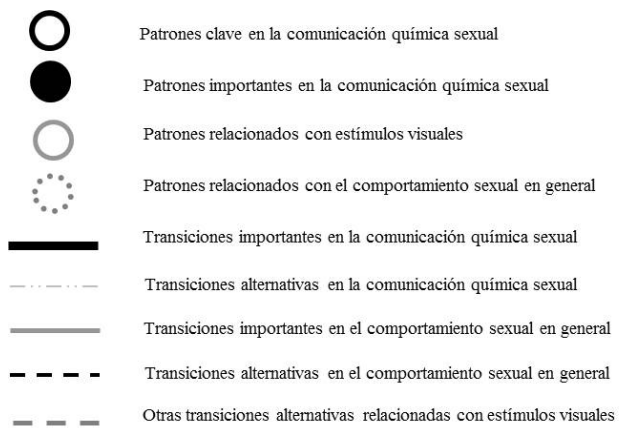 Patrones clave en la comunicación química sexual
Patrones importantes en la comunicación química sexual
Patrones relacionados con estímulos visuales
Patrones relacionados con el comportamiento sexual en general
Transiciones importantes en la comunicación química sexual
Transiciones alternativas en la comunicación química sexual
Transiciones importantes en el comportamiento sexual en general
Transiciones alternativas en el comportamiento sexual en general
Otras transiciones alternativas relacionadas con estímulos visuales